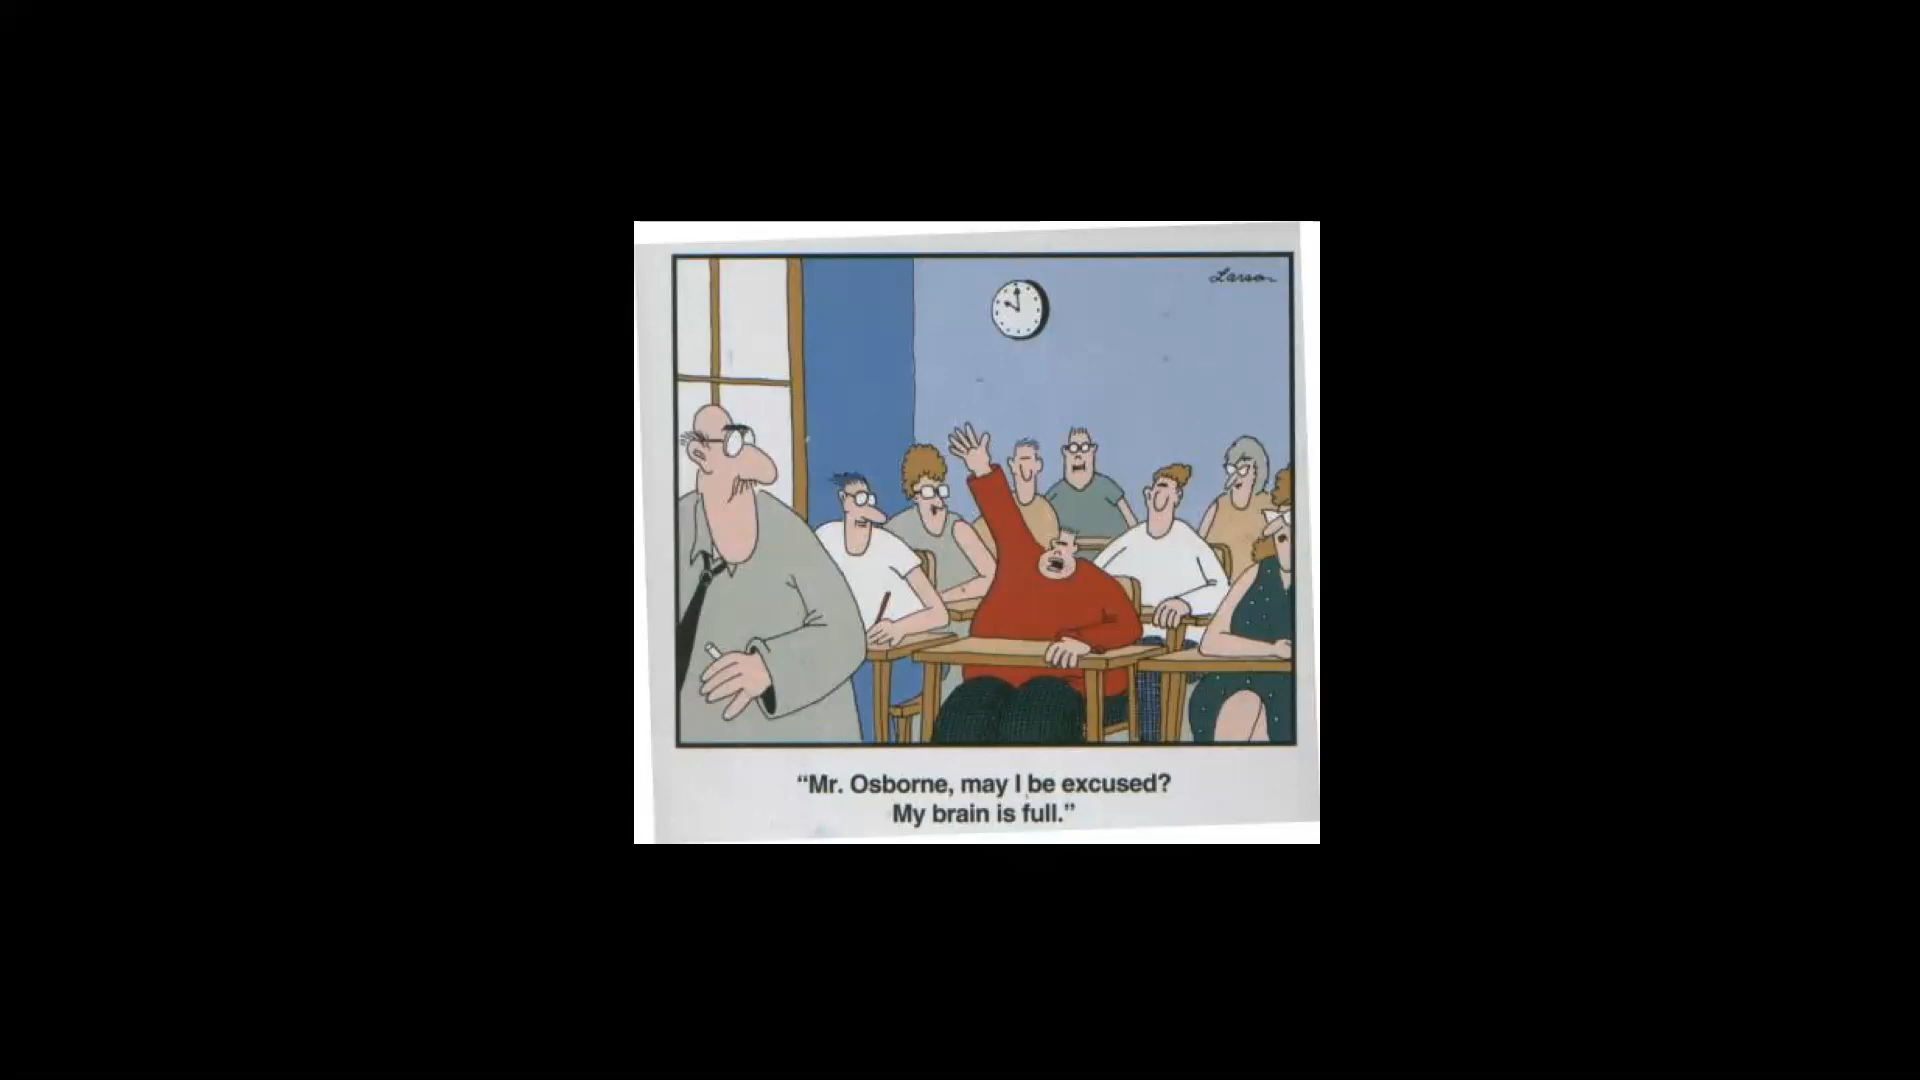 Larson
“Mr. Osborne, may I be excused?
My brain is full.”